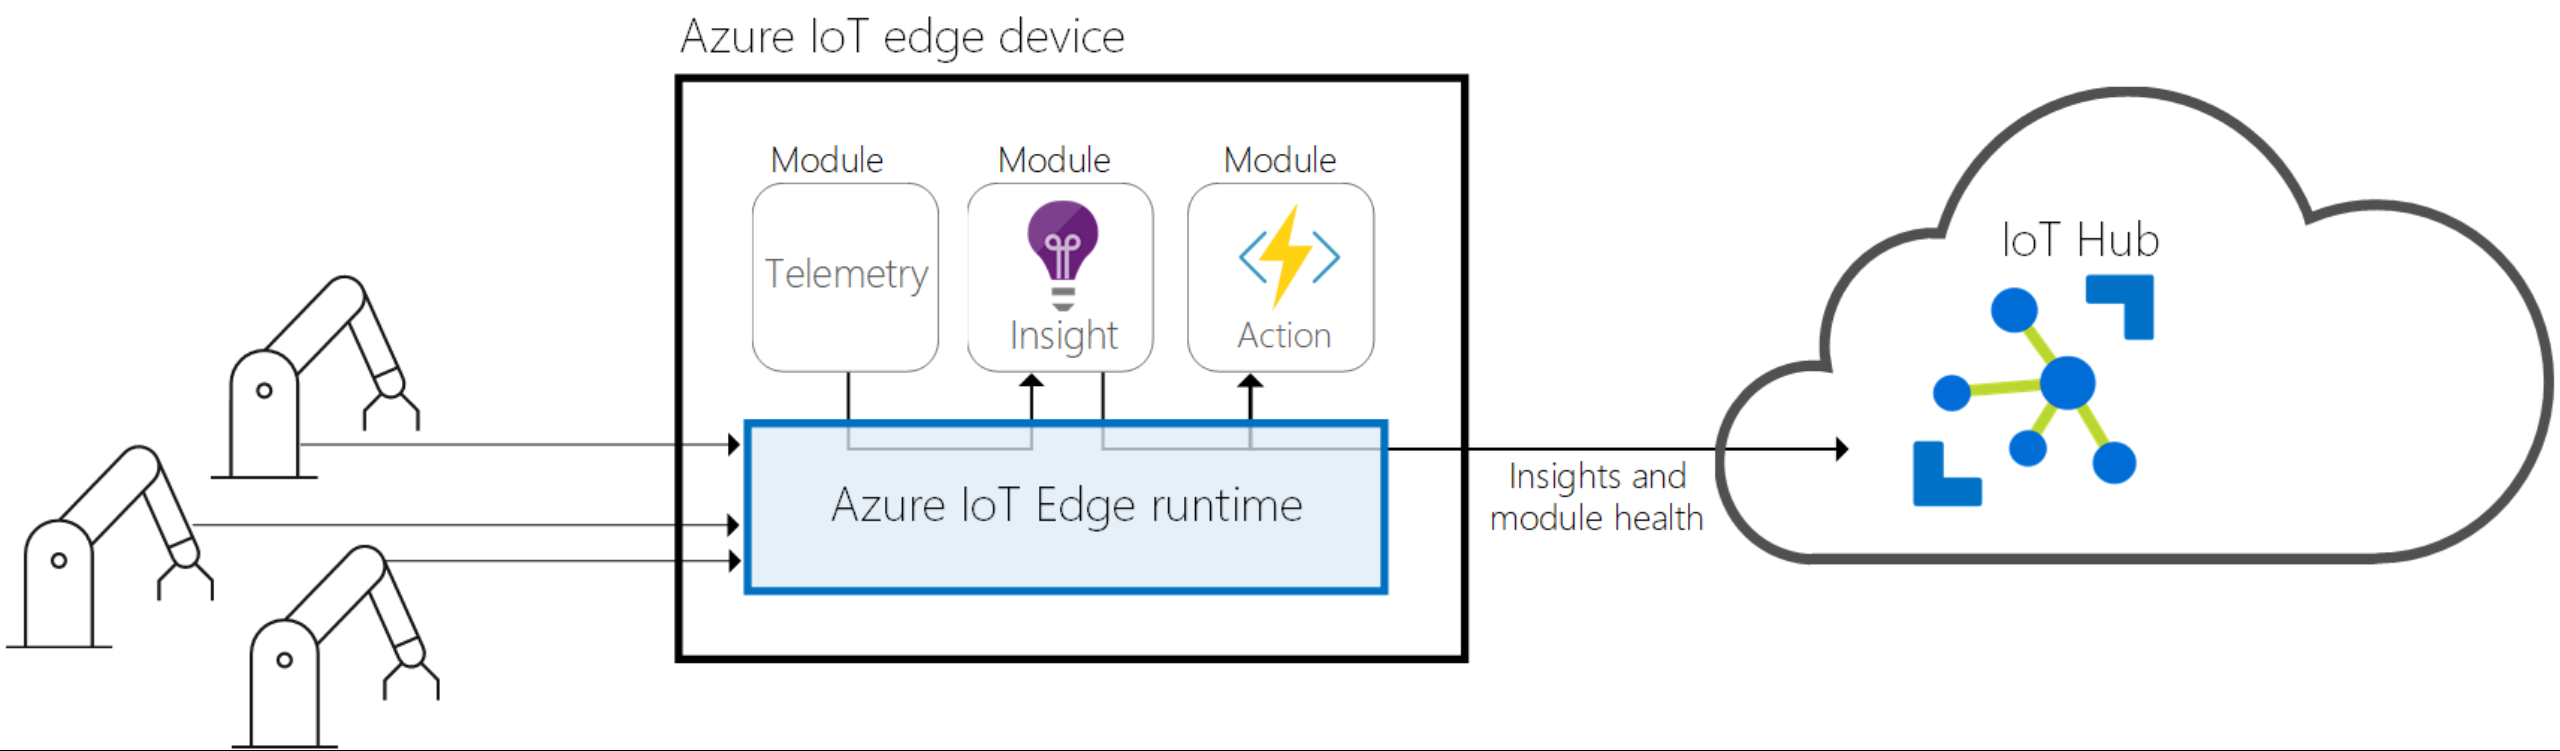 Azure IoT edge device
Module
Module
Module
Telemetry
Insight
Action
Azure IoT Edge runtime
Insights and
module health
IoT Hub